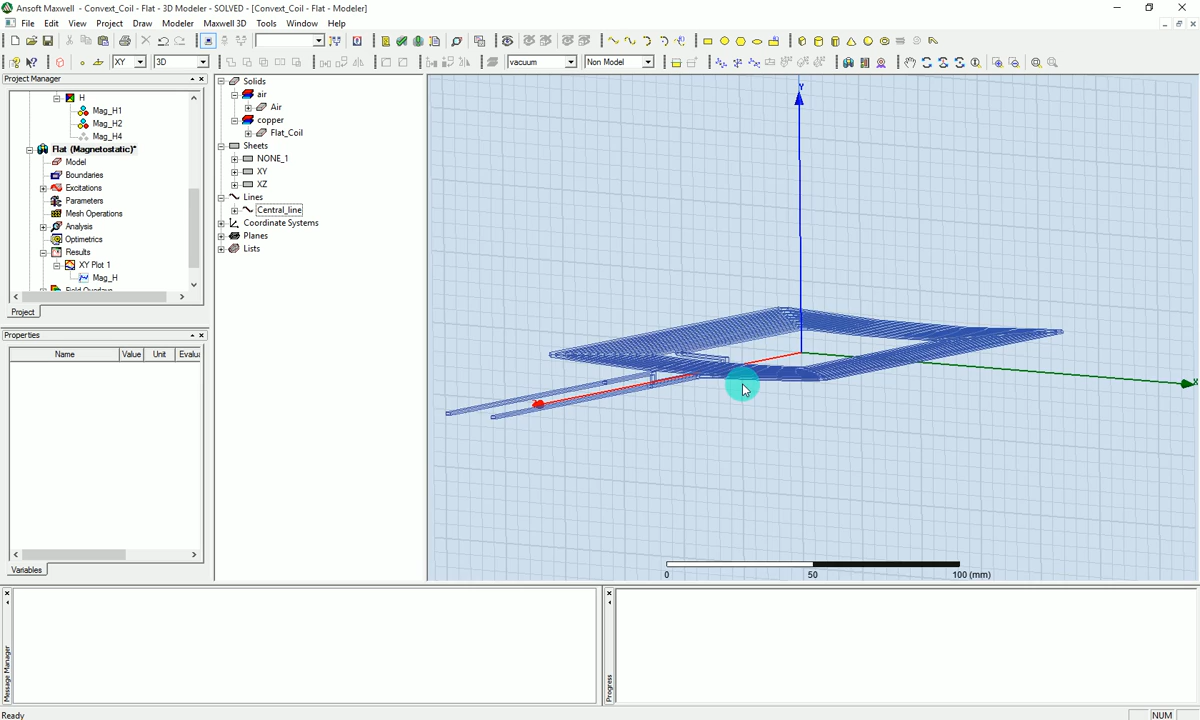 Ansoft Maxwell - Convext_Coil - Flat - 3D Modeler - SOLVED - [Convext_Coil - Flat - Modeler]
File Edit View Project Draw Modeler Maxwell 3D Tools Window Help
XY 3D vacuum Non Model
Project Manager
H
Mag_H1
Mag_H2
Mag_H4
Flat (Magnetostatic)*
Model
Boundaries
Excitations
Parameters
Mesh Operations
Analysis
Optimetrics
Results
XY Plot 1
Mag_H
Project
Properties
Name Value Unit Evalua
Variables
Solids
air
Air
copper
Flat_Coil
Sheets
NONE_1
XY
XZ
Lines
Central_line
Coordinate Systems
Planes
Lists
Y
X
0 50 100 (mm)
Message Manager
Progress
Ready NUM